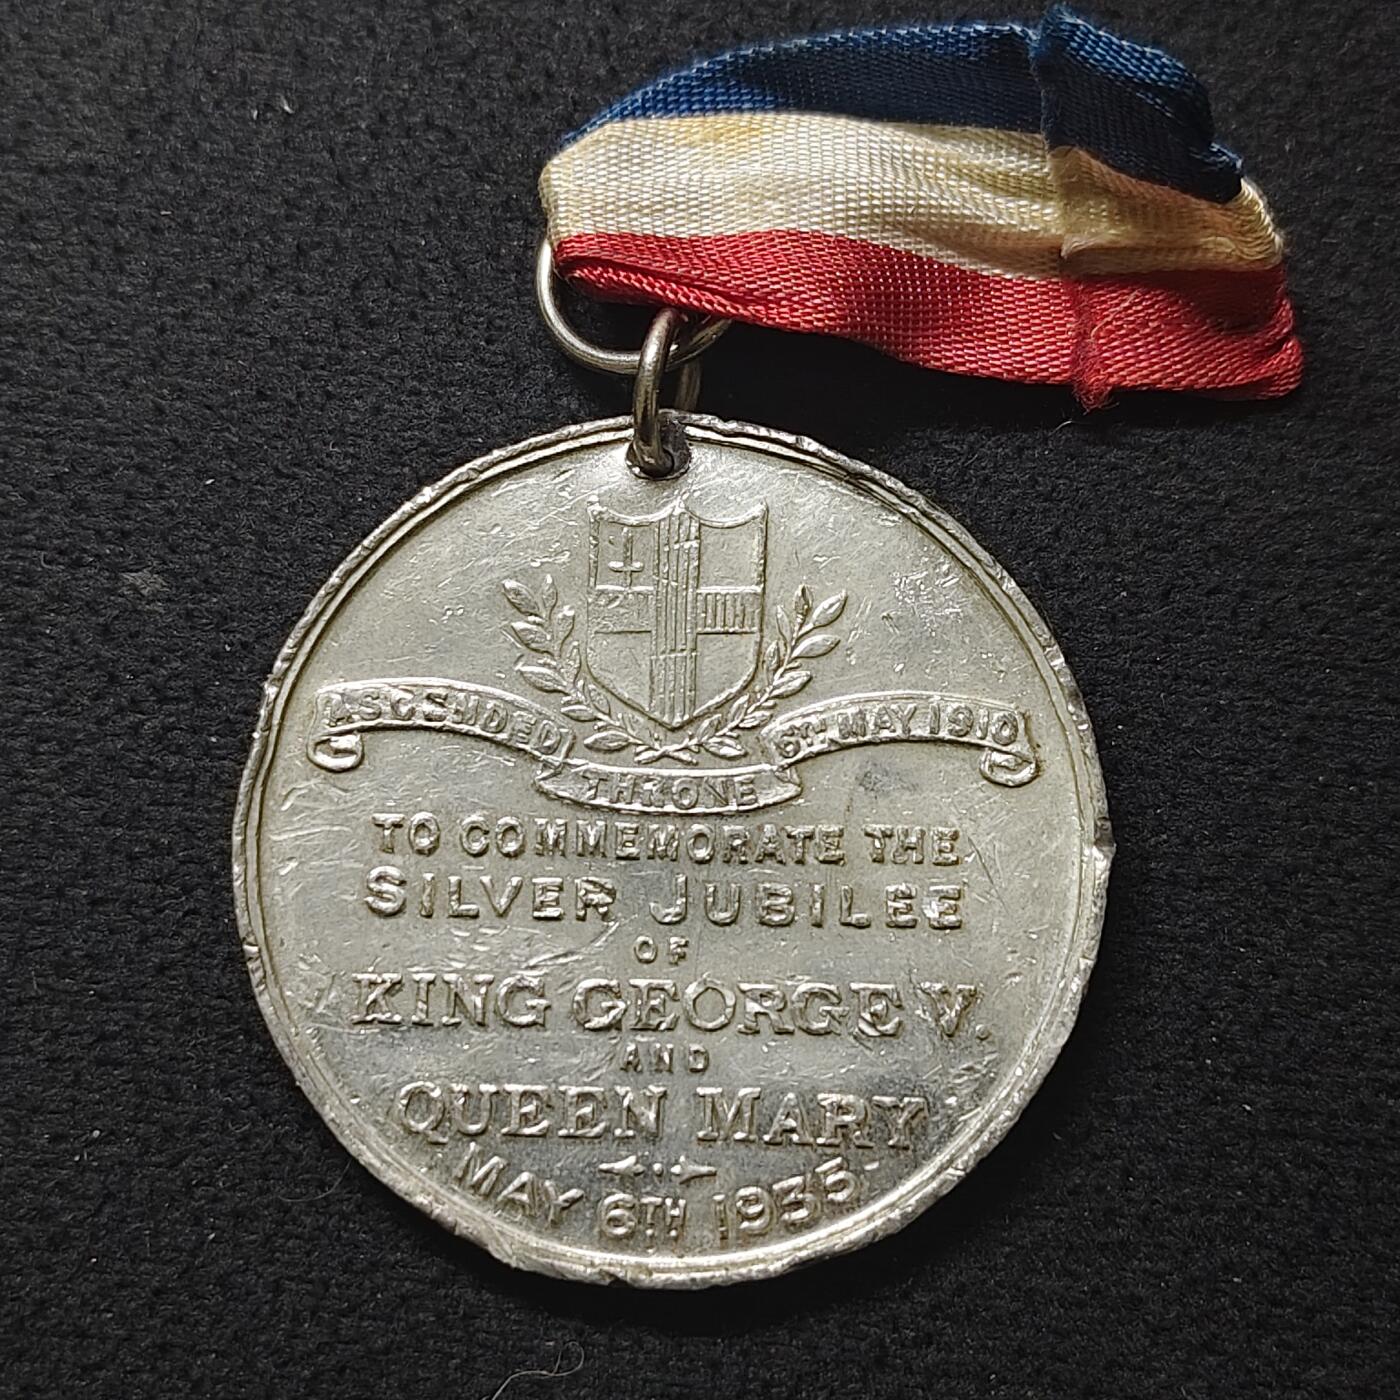 ASCENDED THRONE 6TH MAY 1910
TO COMMEMORATE THE
SILVER JUBILEE
OF
KING GEORGE V.
AND
QUEEN MARY
MAY 6TH 1935